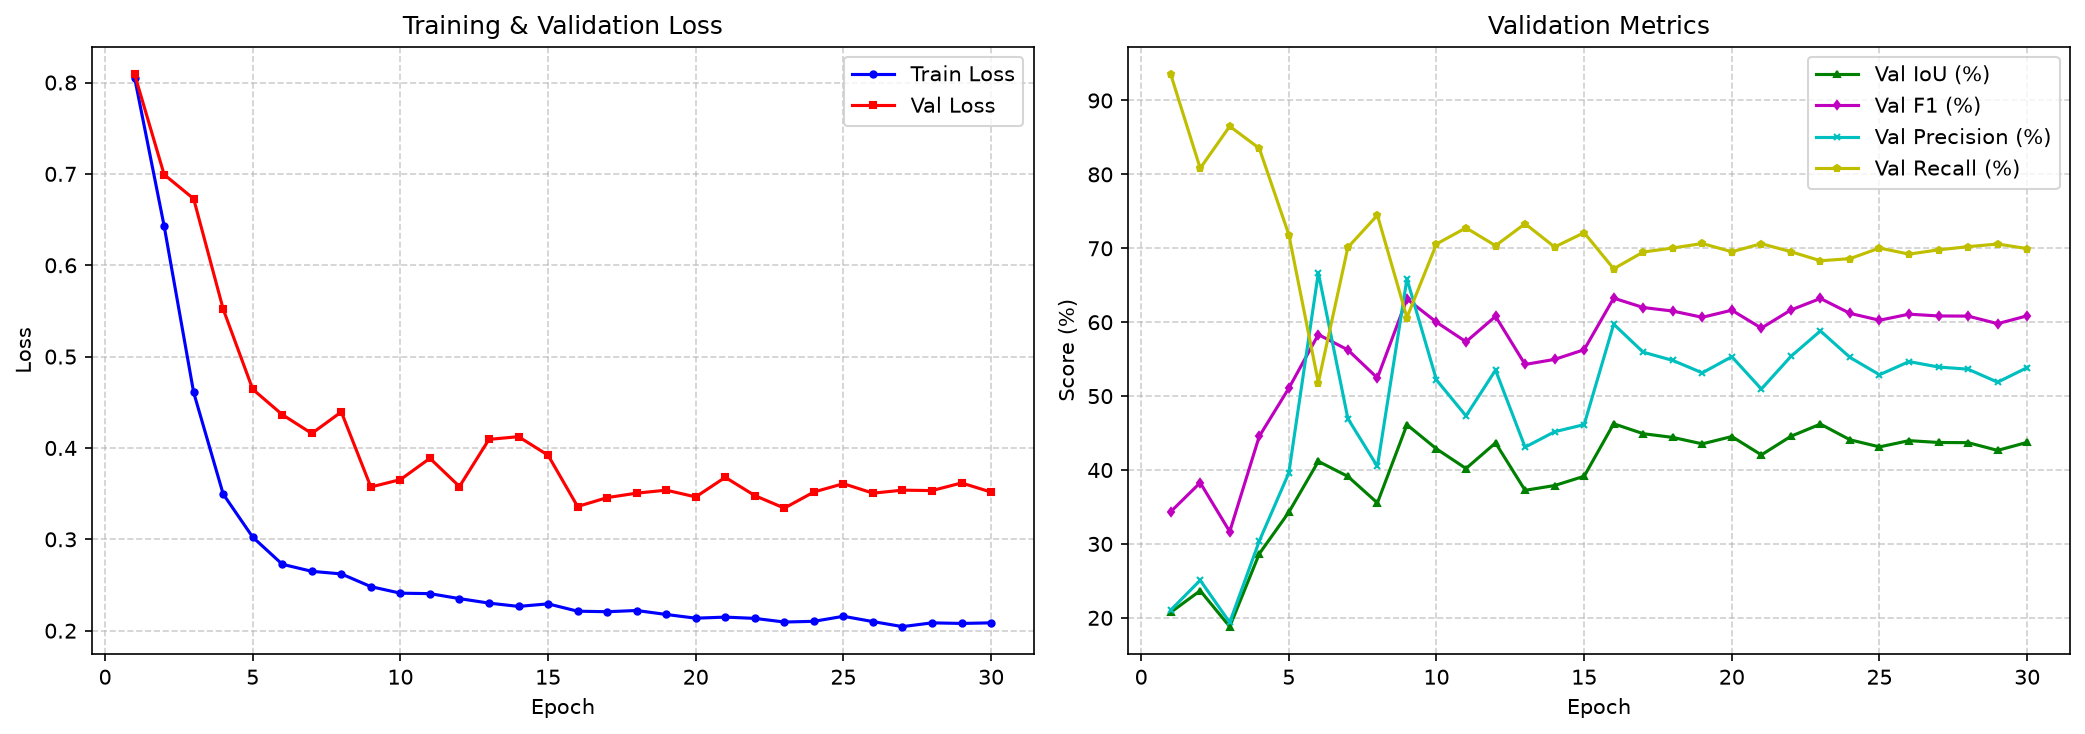 Training & Validation Loss
Train Loss
Val Loss
0.8
0.7
0.6
0.5
0.4
0.3
0.2
Loss
0 5 10 15 20 25 30
Epoch
Validation Metrics
Val IoU (%)
Val F1 (%)
Val Precision (%)
Val Recall (%)
90
80
70
60
50
40
30
20
Score (%)
0 5 10 15 20 25 30
Epoch